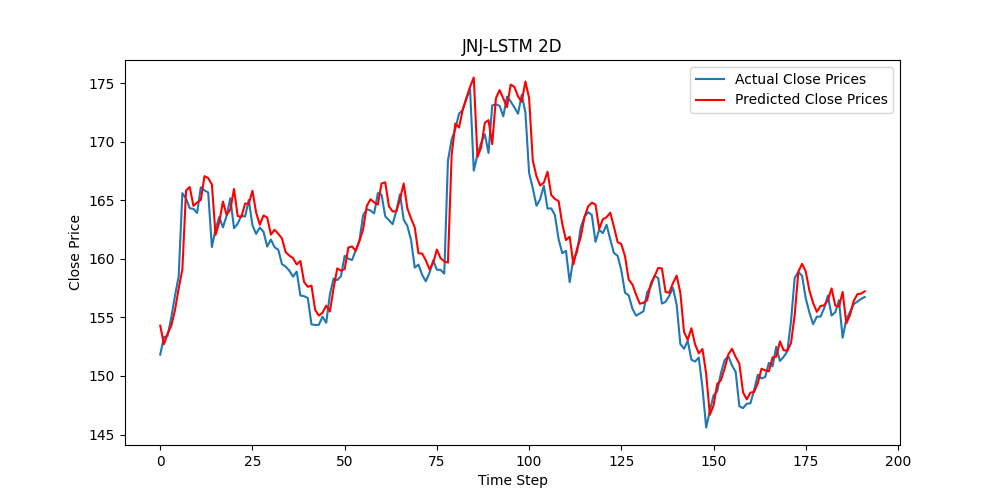 JNJ-LSTM 2D
Actual Close Prices
Predicted Close Prices
Close Price
175
170
165
160
155
150
145
0 25 50 75 100 125 150 175 200
Time Step